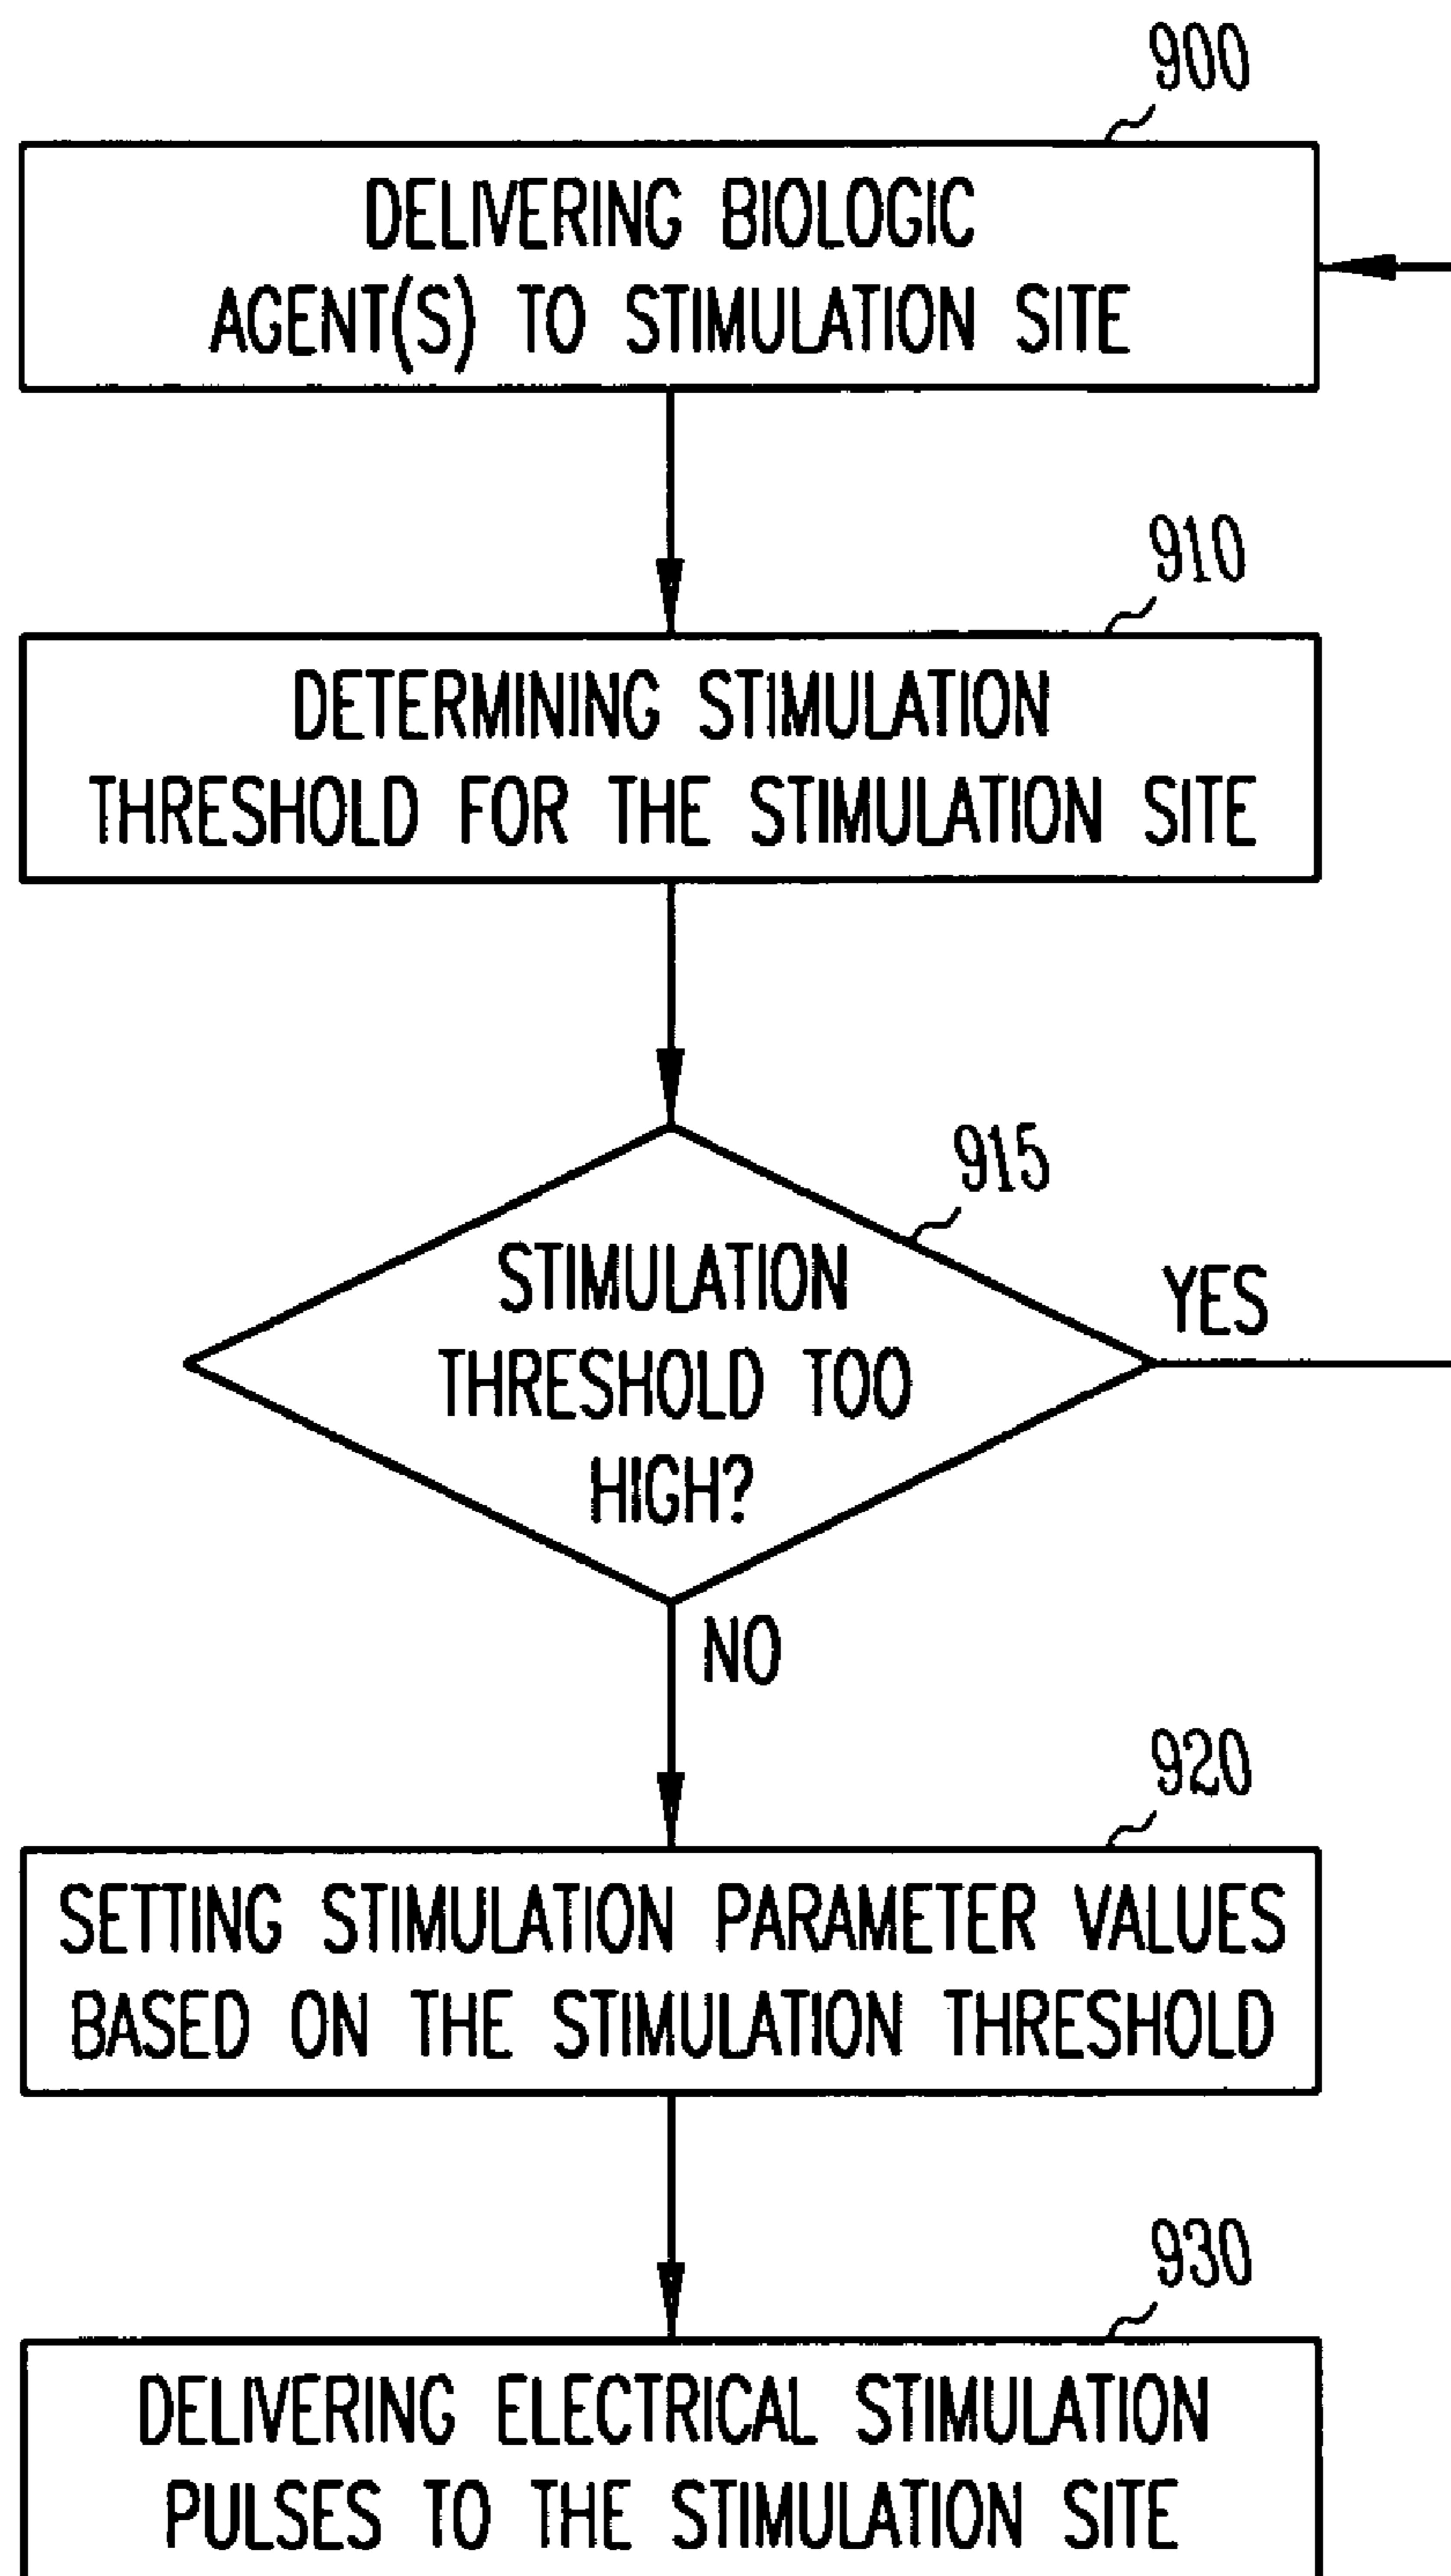 900
DELIVERING BIOLOGIC
AGENT(S) TO STIMULATION SITE
910
DETERMINING STIMULATION
THRESHOLD FOR THE STIMULATION SITE
915
STIMULATION
THRESHOLD TOO
HIGH?
YES
NO
920
SETTING STIMULATION PARAMETER VALUES
BASED ON THE STIMULATION THRESHOLD
930
DELIVERING ELECTRICAL STIMULATION
PULSES TO THE STIMULATION SITE